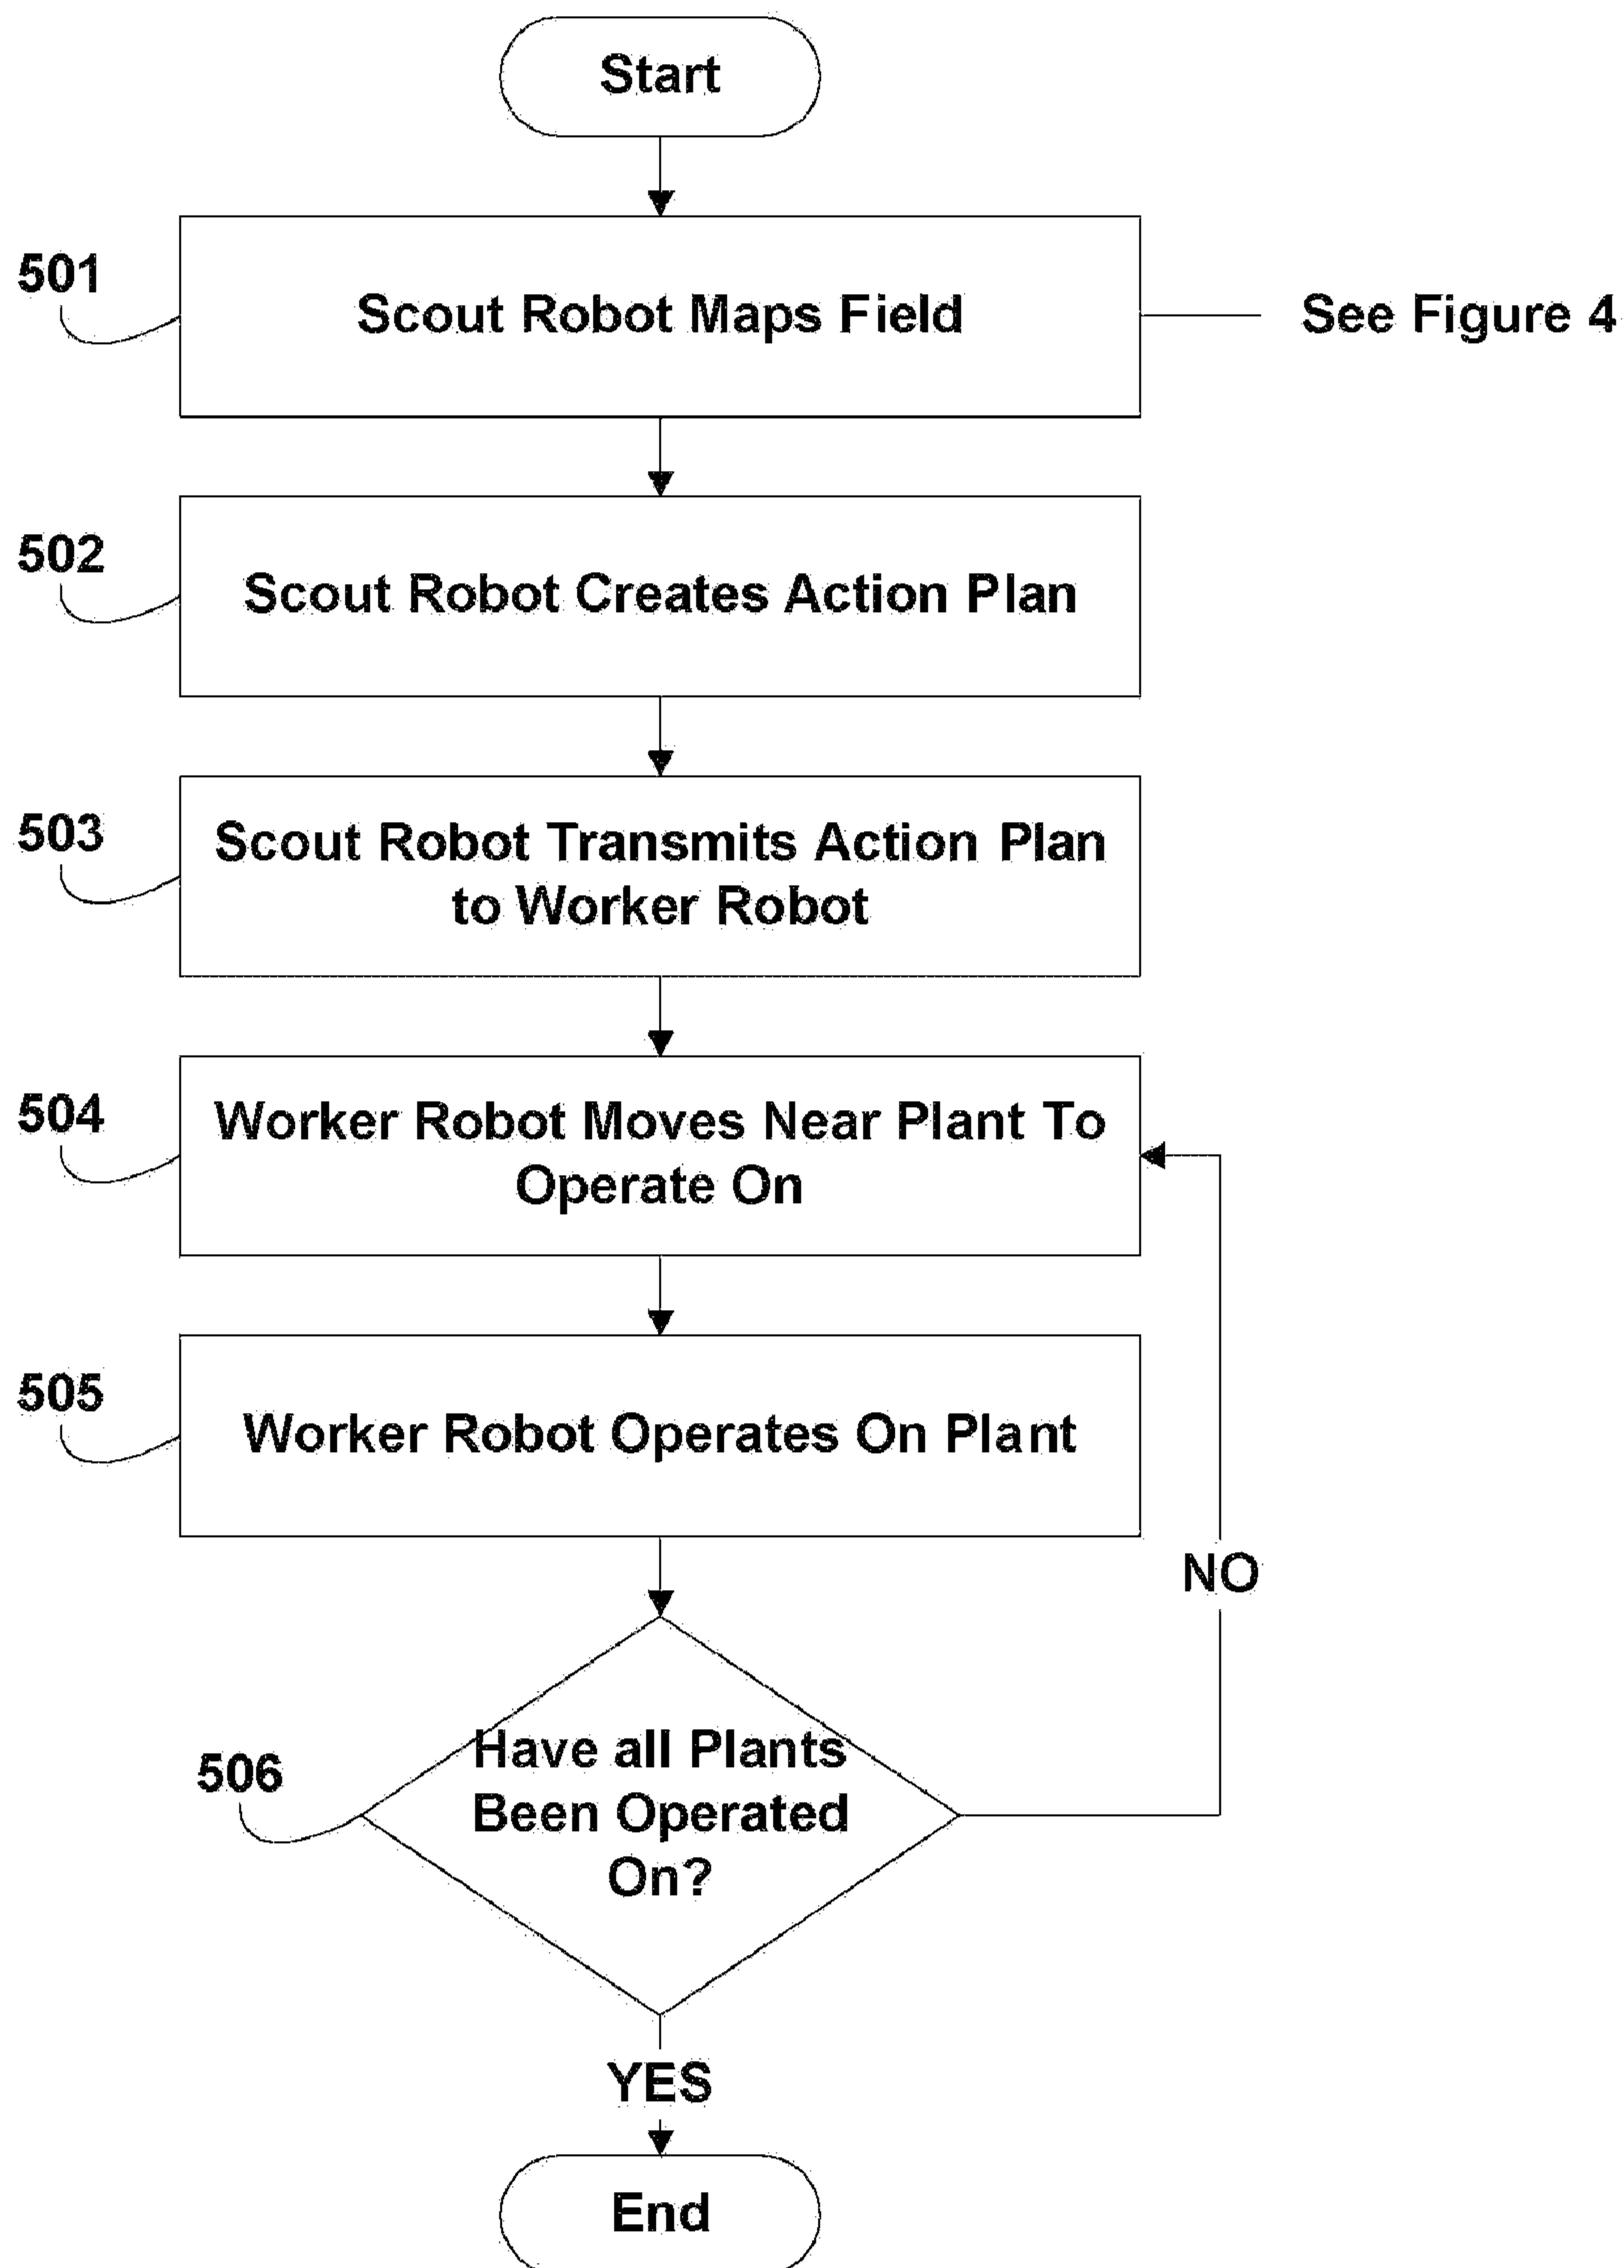 Start
501
Scout Robot Maps Field
See Figure 4
502
Scout Robot Creates Action Plan
503
Scout Robot Transmits Action Plan
to Worker Robot
504
Worker Robot Moves Near Plant To
Operate On
505
Worker Robot Operates On Plant
NO
506
Have all Plants
Been Operated
On?
YES
End